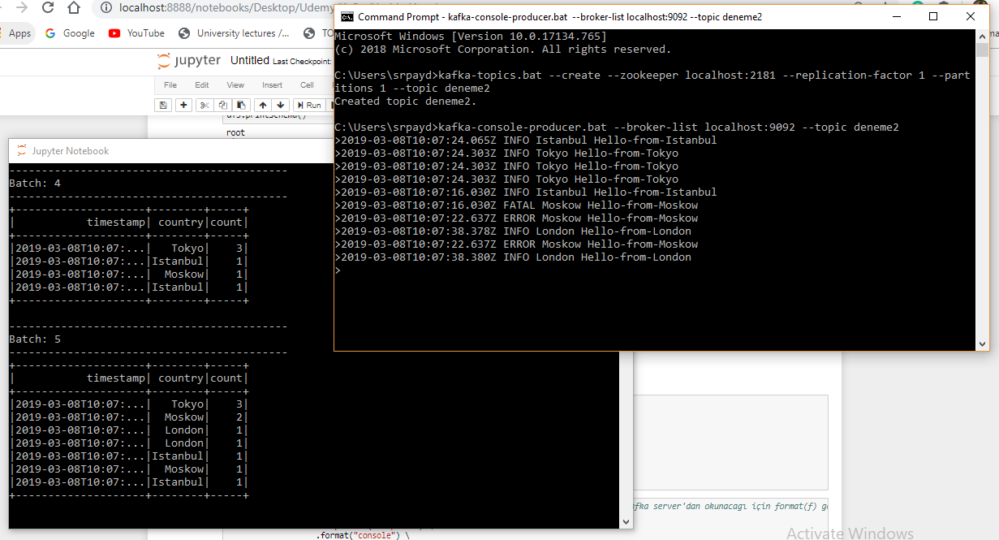 localhost:8888/notebooks/Desktop/Udemy
Apps Google YouTube University lectures /...
jupyter Untitled Last Checkpoint:
File Edit View Insert Cell
Run
root
Command Prompt - kafka-console-producer.bat --broker-list localhost:9092 --topic deneme2
Microsoft Windows [Version 10.0.17134.765]
(c) 2018 Microsoft Corporation. All rights reserved.
C:\Users\srpayd>kafka-topics.bat --create --zookeeper localhost:2181 --replication-factor 1 --part
itions 1 --topic deneme2
Created topic deneme2.
C:\Users\srpayd>kafka-console-producer.bat --broker-list localhost:9092 --topic deneme2
>2019-03-08T10:07:24.065Z INFO Istanbul Hello-from-Istanbul
>2019-03-08T10:07:24.303Z INFO Tokyo Hello-from-Tokyo
>2019-03-08T10:07:24.303Z INFO Tokyo Hello-from-Tokyo
>2019-03-08T10:07:24.303Z INFO Tokyo Hello-from-Tokyo
>2019-03-08T10:07:16.030Z INFO Istanbul Hello-from-Istanbul
>2019-03-08T10:07:16.030Z FATAL Moskow Hello-from-Moskow
>2019-03-08T10:07:22.637Z ERROR Moskow Hello-from-Moskow
>2019-03-08T10:07:38.378Z INFO London Hello-from-London
>2019-03-08T10:07:22.637Z ERROR Moskow Hello-from-Moskow
>2019-03-08T10:07:38.380Z INFO London Hello-from-London
>
Jupyter Notebook
-------------------------------------------
Batch: 4
-------------------------------------------
+--------------------+--------+-----+
|           timestamp| country|count|
+--------------------+--------+-----+
|2019-03-08T10:07:...|   Tokyo|    3|
|2019-03-08T10:07:...|Istanbul|    1|
|2019-03-08T10:07:...|  Moskow|    1|
|2019-03-08T10:07:...|Istanbul|    1|
+--------------------+--------+-----+
-------------------------------------------
Batch: 5
-------------------------------------------
+--------------------+--------+-----+
|           timestamp| country|count|
+--------------------+--------+-----+
|2019-03-08T10:07:...|   Tokyo|    3|
|2019-03-08T10:07:...|  Moskow|    2|
|2019-03-08T10:07:...|  London|    1|
|2019-03-08T10:07:...|  London|    1|
|2019-03-08T10:07:...|Istanbul|    1|
|2019-03-08T10:07:...|  Moskow|    1|
|2019-03-08T10:07:...|Istanbul|    1|
+--------------------+--------+-----+
server'dan okunacagı için format(f)
.format("console") \
Activate Windows